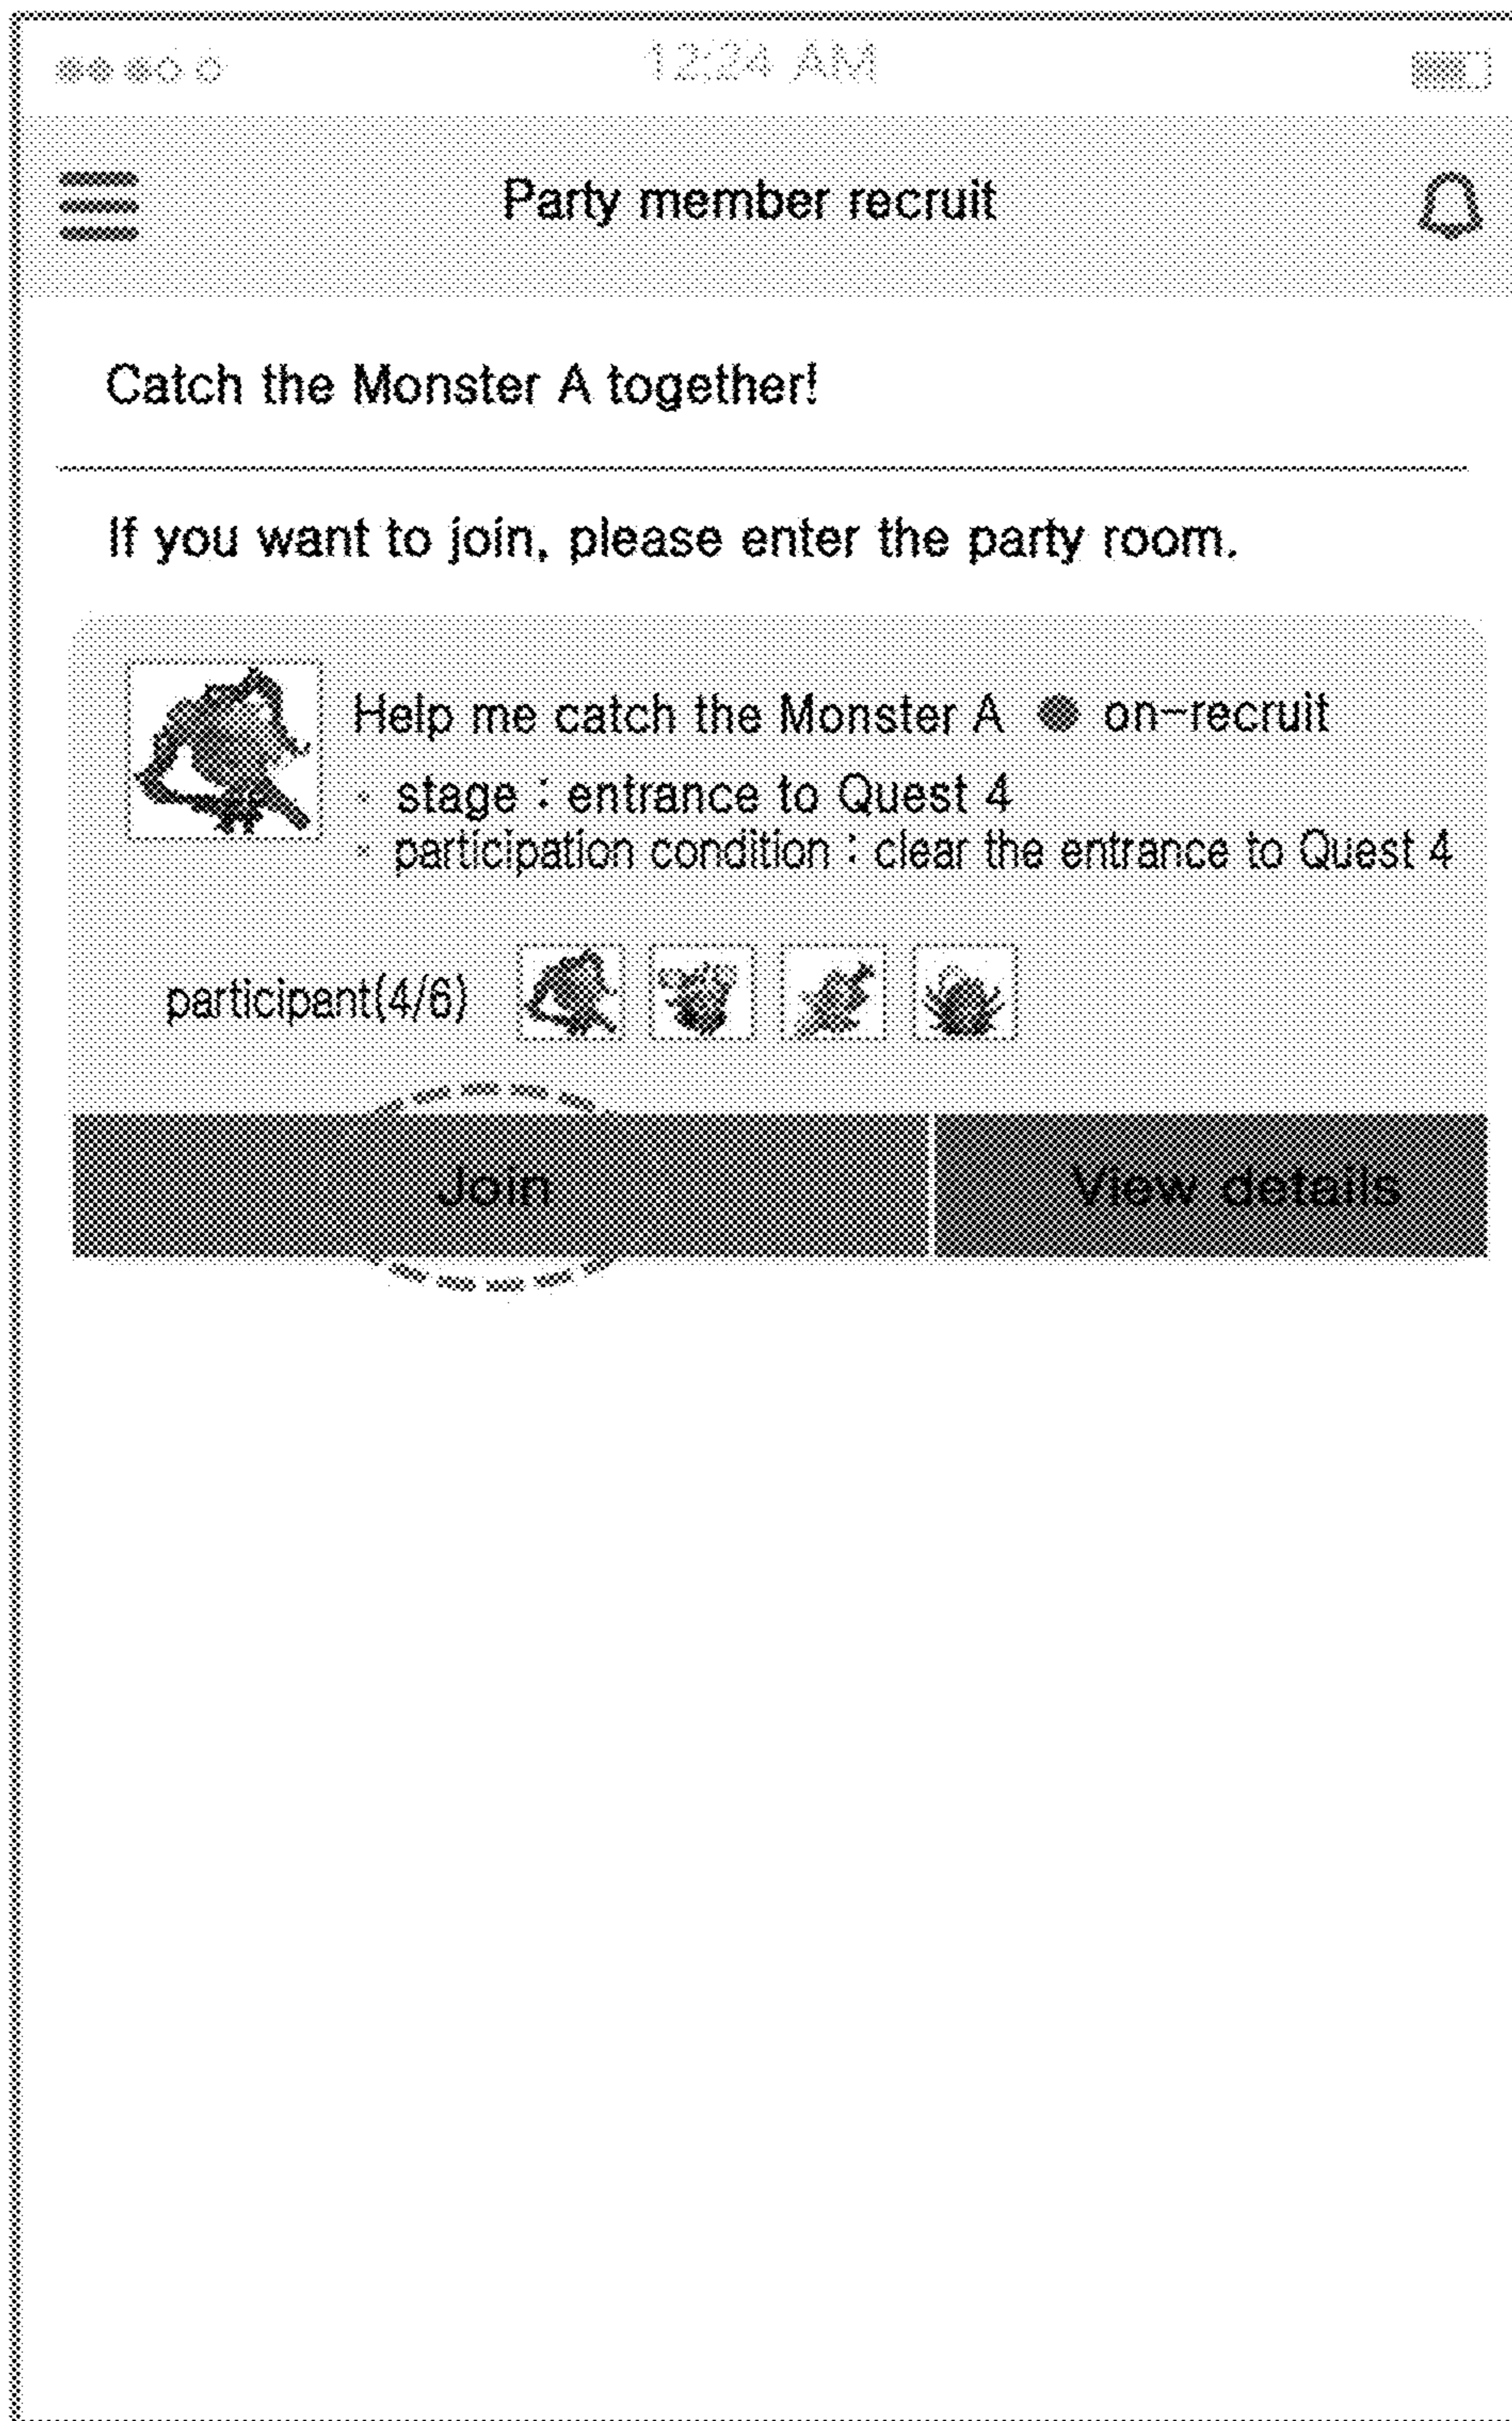 12:24 AM
Party member recruit
Catch the Monster A together!
If you want to join, please enter the party room.
Help me catch the Monster A ● on-recruit
◦ stage : entrance to Quest 4
◦ participation condition : clear the entrance to Quest 4
participant(4/6)
Join
View details